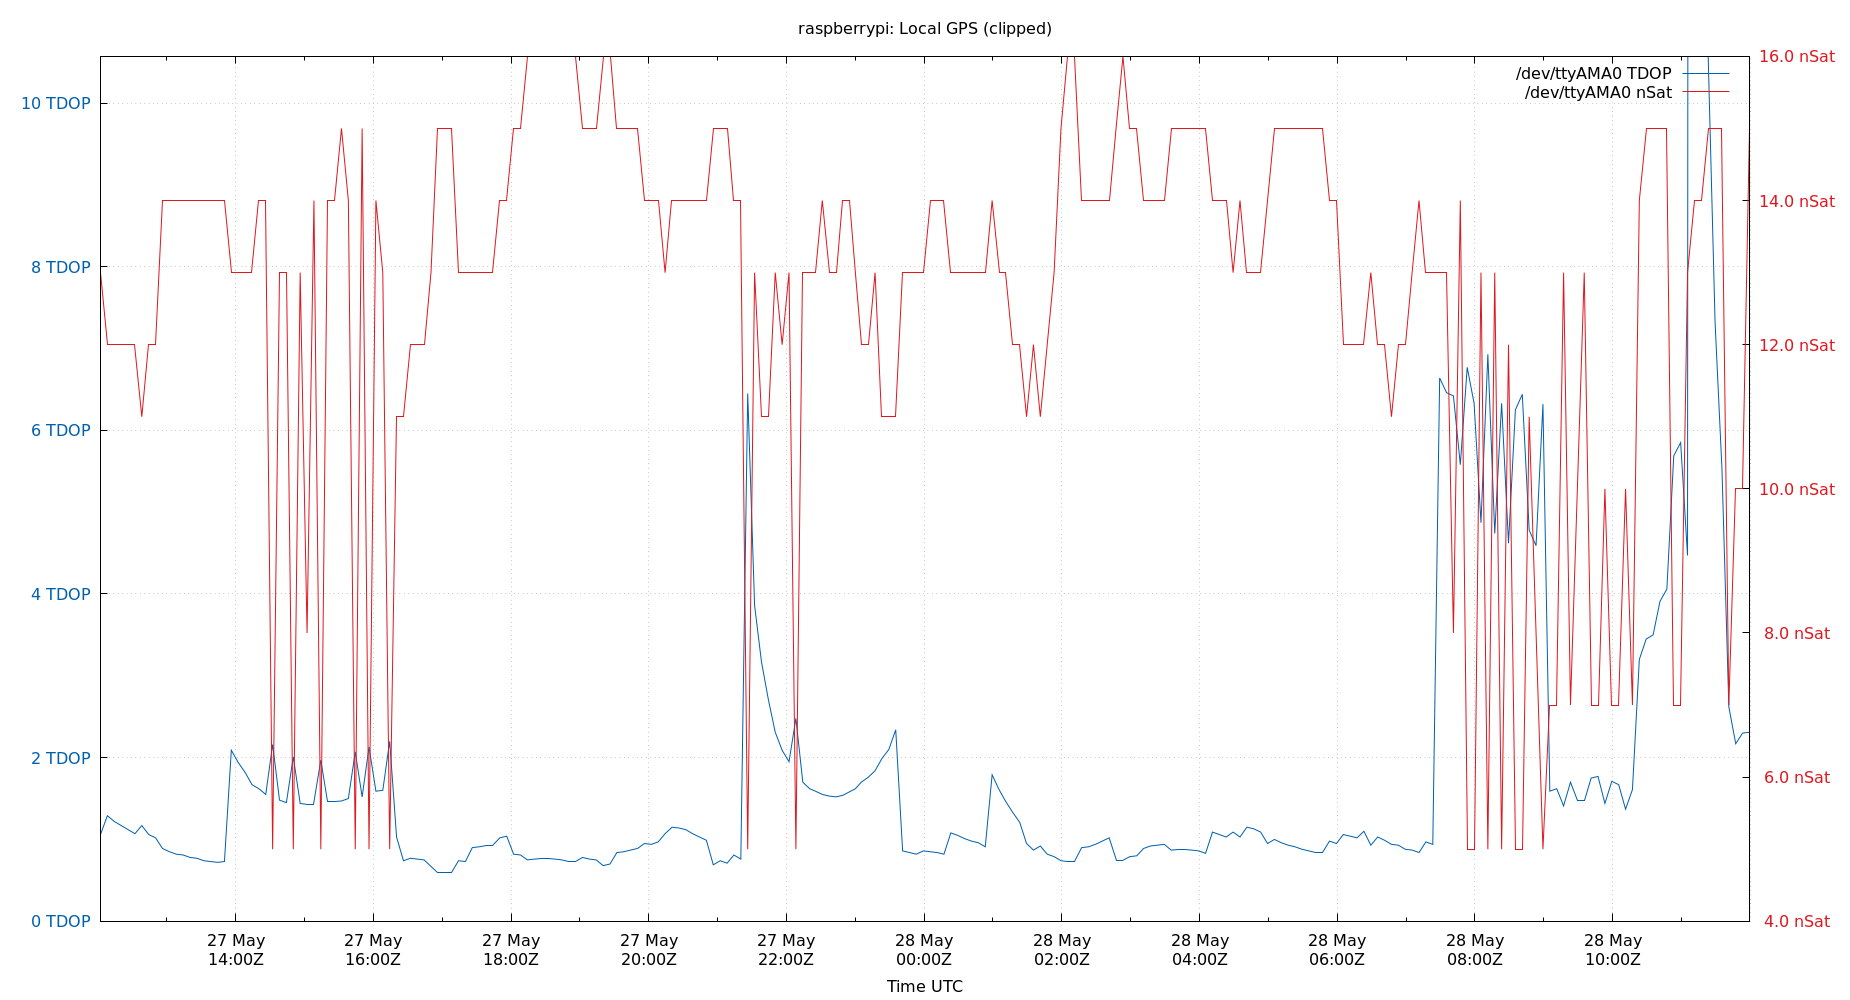 raspberrypi: Local GPS (clipped)
/dev/ttyAMA0 TDOP
/dev/ttyAMA0 nSat
10 TDOP
8 TDOP
6 TDOP
4 TDOP
2 TDOP
0 TDOP
16.0 nSat
14.0 nSat
12.0 nSat
10.0 nSat
8.0 nSat
6.0 nSat
4.0 nSat
27 May
14:00Z
27 May
16:00Z
27 May
18:00Z
27 May
20:00Z
27 May
22:00Z
28 May
00:00Z
28 May
02:00Z
28 May
04:00Z
28 May
06:00Z
28 May
08:00Z
28 May
10:00Z
Time UTC